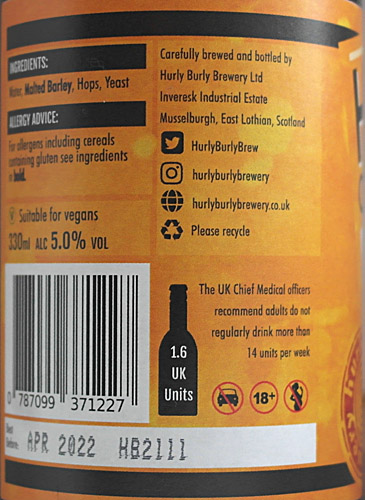 INGREDIENTS:
Water, Malted Barley, Hops, Yeast
ALLERGY ADVICE:
For allergens including cereals
containing gluten see ingredients
in bold.
Suitable for vegans
330ml ALC 5.0% VOL
Carefully brewed and bottled by
Hurly Burly Brewery Ltd
Inveresk Industrial Estate
Musselburgh, East Lothian, Scotland
HurlyBurlyBrew
hurlyburlybrewery
hurlyburlybrewery.co.uk
Please recycle
The UK Chief Medical officers
recommend adults do not
regularly drink more than
14 units per week
1.6
UK
Units
18+
0 787099 371227
Best
Before:
APR 2022 HB2111